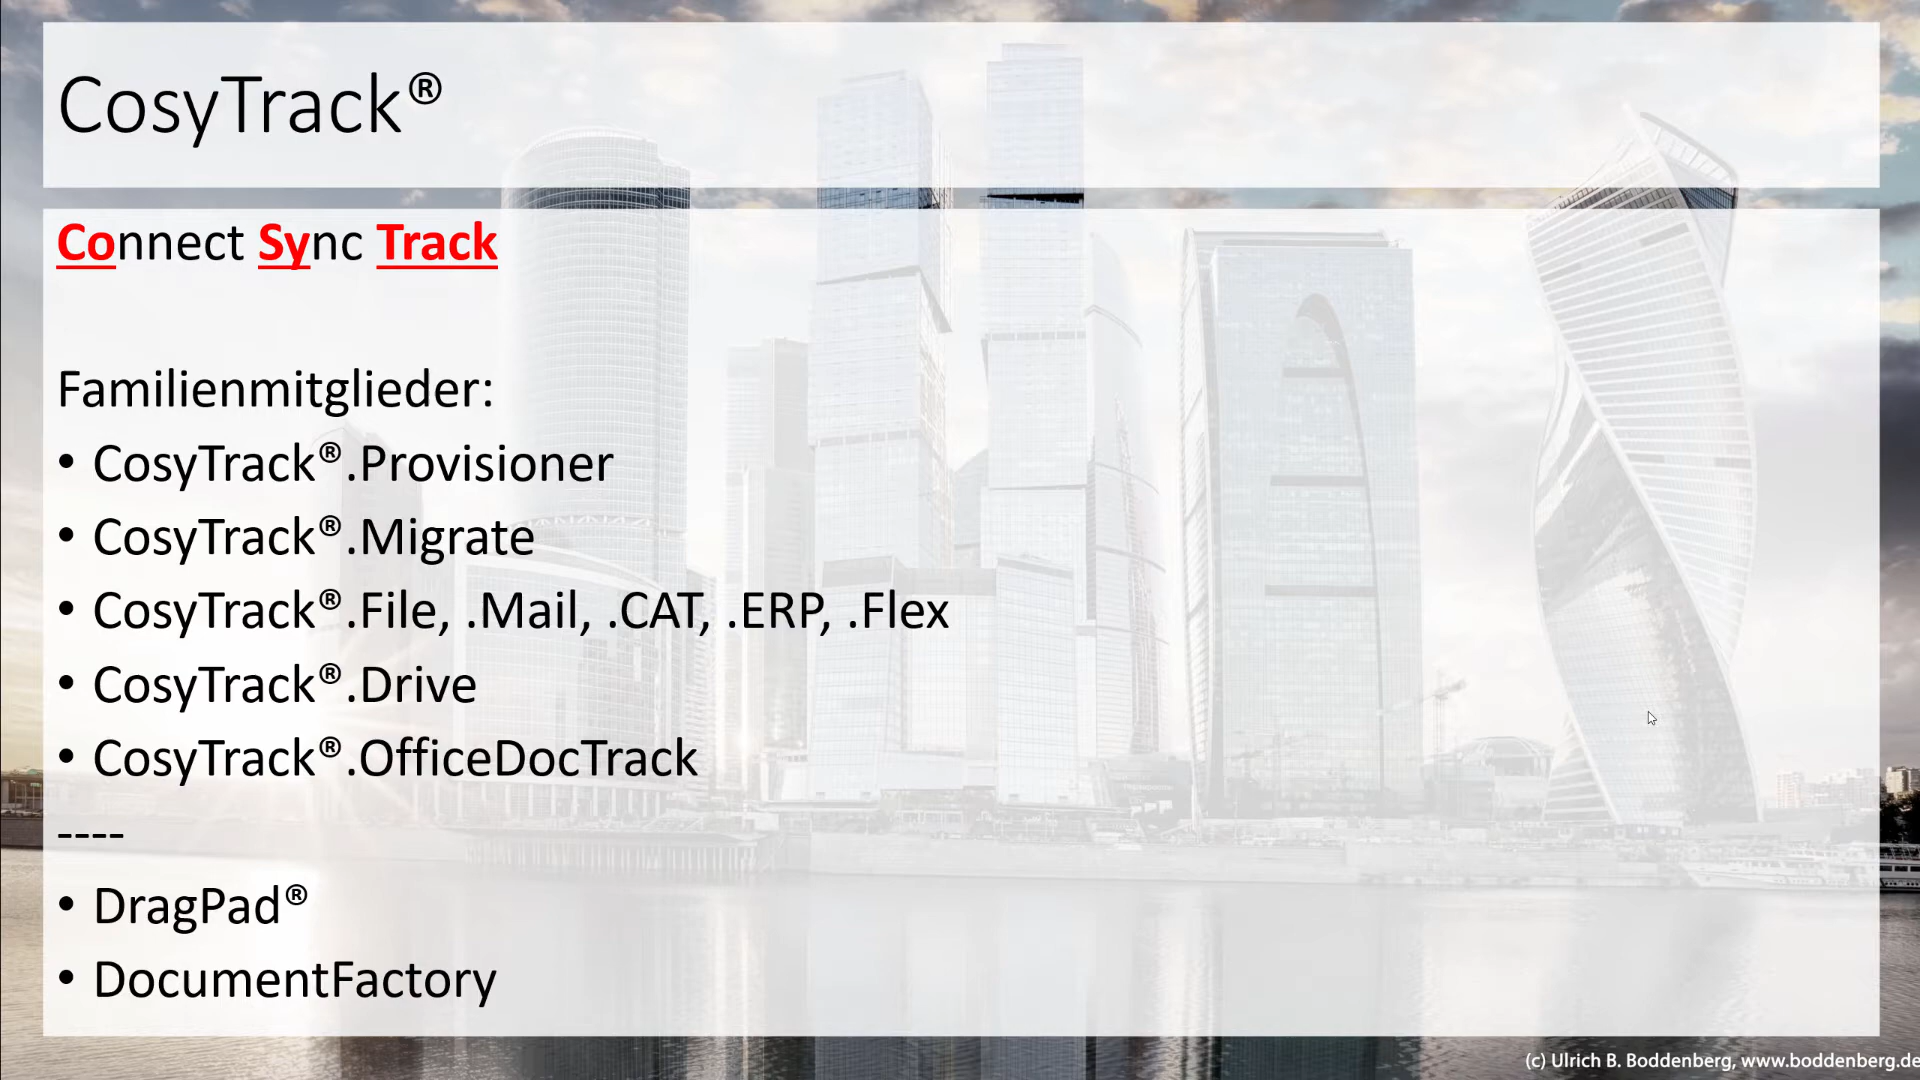 CosyTrack®
Connect Sync Track
Familienmitglieder:
• CosyTrack®.Provisioner
• CosyTrack®.Migrate
• CosyTrack®.File, .Mail, .CAT, .ERP, .Flex
• CosyTrack®.Drive
• CosyTrack®.OfficeDocTrack
----
• DragPad®
• DocumentFactory
(c) Ulrich B. Boddenberg, www.boddenberg.de